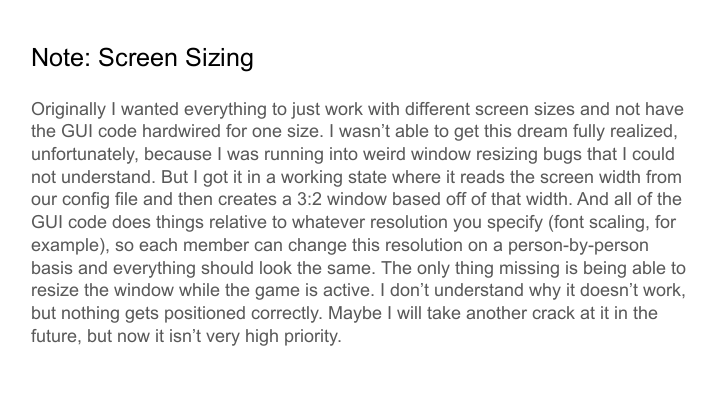 Note: Screen Sizing
Originally I wanted everything to just work with different screen sizes and not have
the GUI code hardwired for one size. I wasn’t able to get this dream fully realized,
unfortunately, because I was running into weird window resizing bugs that I could
not understand. But I got it in a working state where it reads the screen width from
our config file and then creates a 3:2 window based off of that width. And all of the
GUI code does things relative to whatever resolution you specify (font scaling, for
example), so each member can change this resolution on a person-by-person
basis and everything should look the same. The only thing missing is being able to
resize the window while the game is active. I don’t understand why it doesn’t work,
but nothing gets positioned correctly. Maybe I will take another crack at it in the
future, but now it isn’t very high priority.